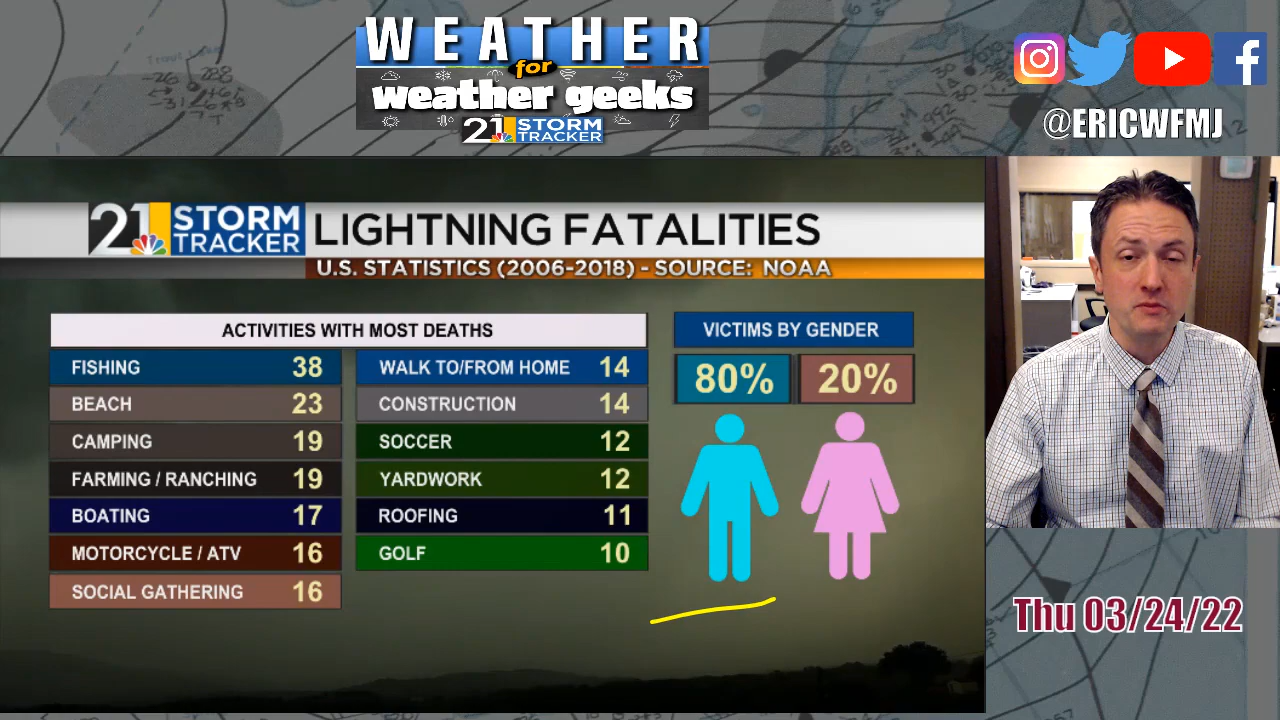 WEATHER
for
weather geeks
21 STORM TRACKER
@ERICWFMJ
21 STORM TRACKER
LIGHTNING FATALITIES
U.S. STATISTICS (2006-2018) - SOURCE: NOAA
ACTIVITIES WITH MOST DEATHS
FISHING 38
BEACH 23
CAMPING 19
FARMING / RANCHING 19
BOATING 17
MOTORCYCLE / ATV 16
SOCIAL GATHERING 16
WALK TO/FROM HOME 14
CONSTRUCTION 14
SOCCER 12
YARDWORK 12
ROOFING 11
GOLF 10
VICTIMS BY GENDER
80% 20%
Thu 03/24/22